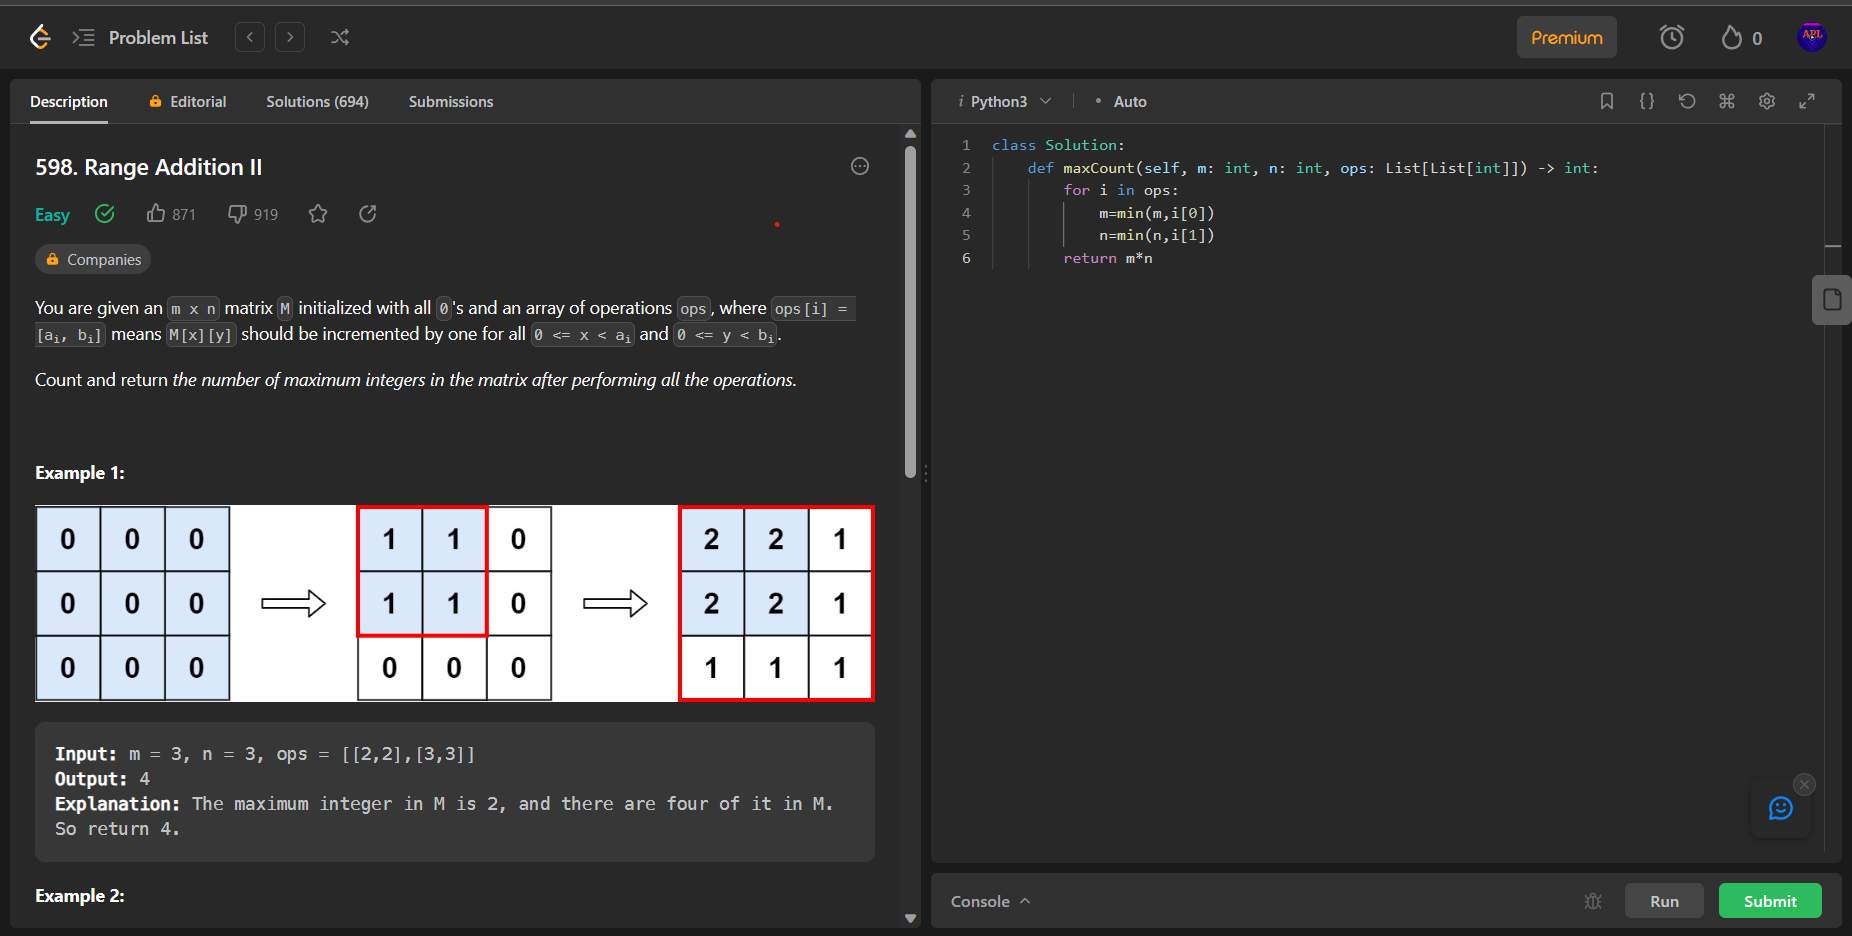 Problem List
Premium
0
APL
Description
Editorial
Solutions (694)
Submissions
598. Range Addition II
Easy
871
919
Companies
You are given an m x n matrix M initialized with all 0's and an array of operations ops, where ops[i] =
[ai, bi] means M[x][y] should be incremented by one for all 0 <= x < ai and 0 <= y < bi.
Count and return the number of maximum integers in the matrix after performing all the operations.
Example 1:
0 0 0 1 1 0 2 2 1
0 0 0 1 1 0 2 2 1
0 0 0 0 0 0 1 1 1
Input: m = 3, n = 3, ops = [[2,2],[3,3]]
Output: 4
Explanation: The maximum integer in M is 2, and there are four of it in M.
So return 4.
Example 2:
i Python3
• Auto
1 class Solution:
2 def maxCount(self, m: int, n: int, ops: List[List[int]]) -> int:
3 for i in ops:
4 m=min(m,i[0])
5 n=min(n,i[1])
6 return m*n
Console
Run
Submit